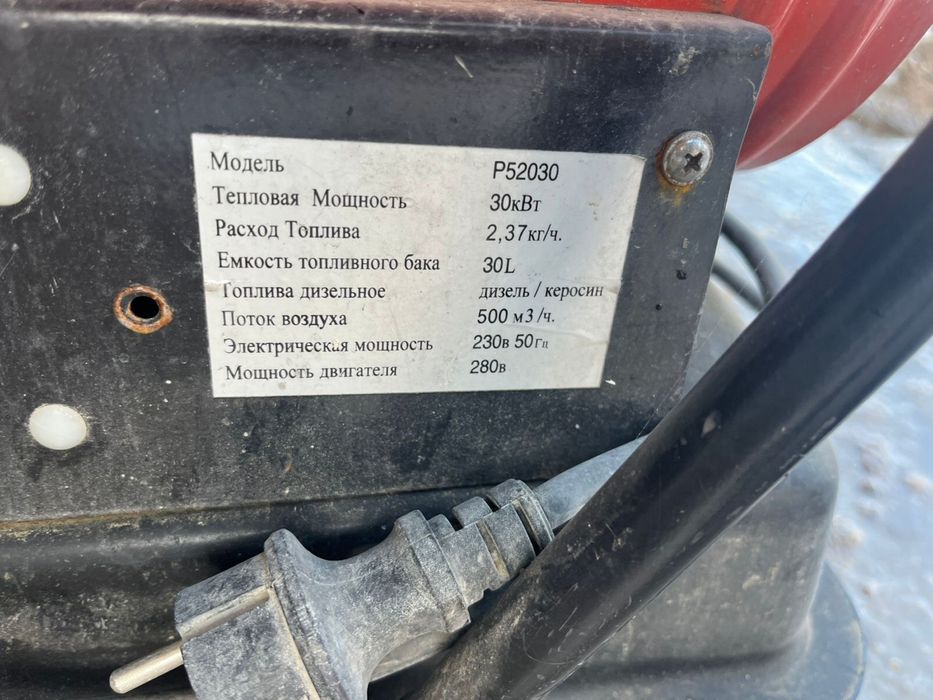 Модель P52030
Тепловая Мощность 30кВт
Расход Топлива 2,37кг/ч.
Емкость топливного бака 30L
Топлива дизельное дизель / керосин
Поток воздуха 500 м3/ч.
Электрическая мощность 230в 50Гц
Мощность двигателя 280в